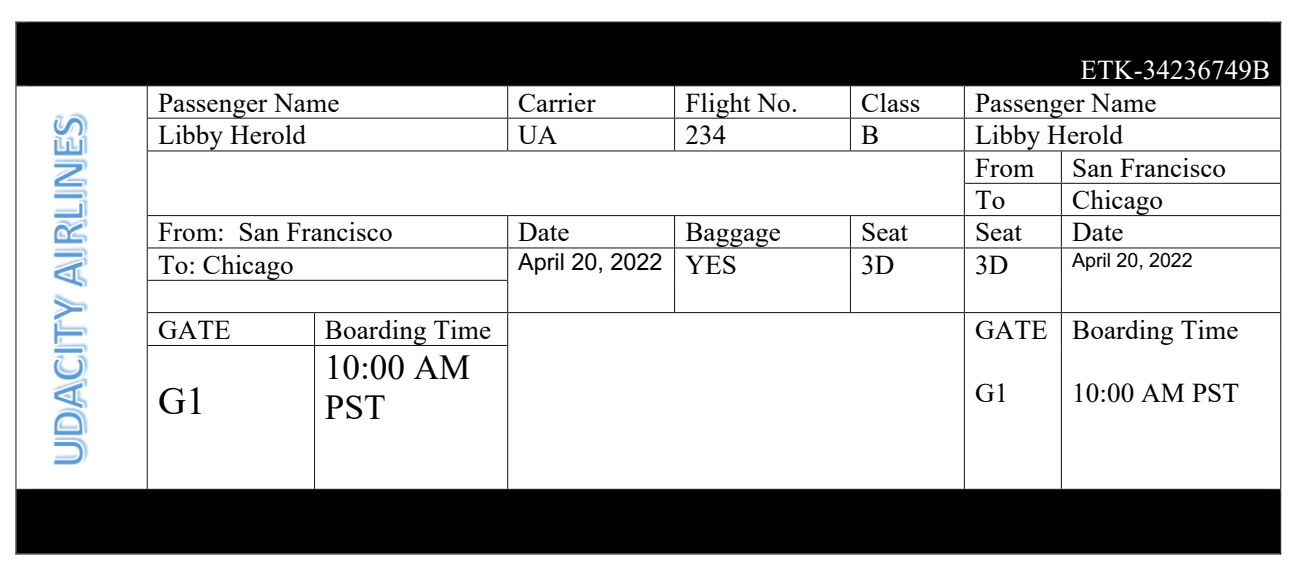 ETK-34236749B
UDACITY AIRLINES
Passenger Name Carrier Flight No. Class Passenger Name
Libby Herold UA 234 B Libby Herold
From San Francisco
To Chicago
From: San Francisco Date Baggage Seat Seat Date
To: Chicago April 20, 2022 YES 3D 3D April 20, 2022
GATE Boarding Time GATE Boarding Time
10:00 AM
G1 PST G1 10:00 AM PST